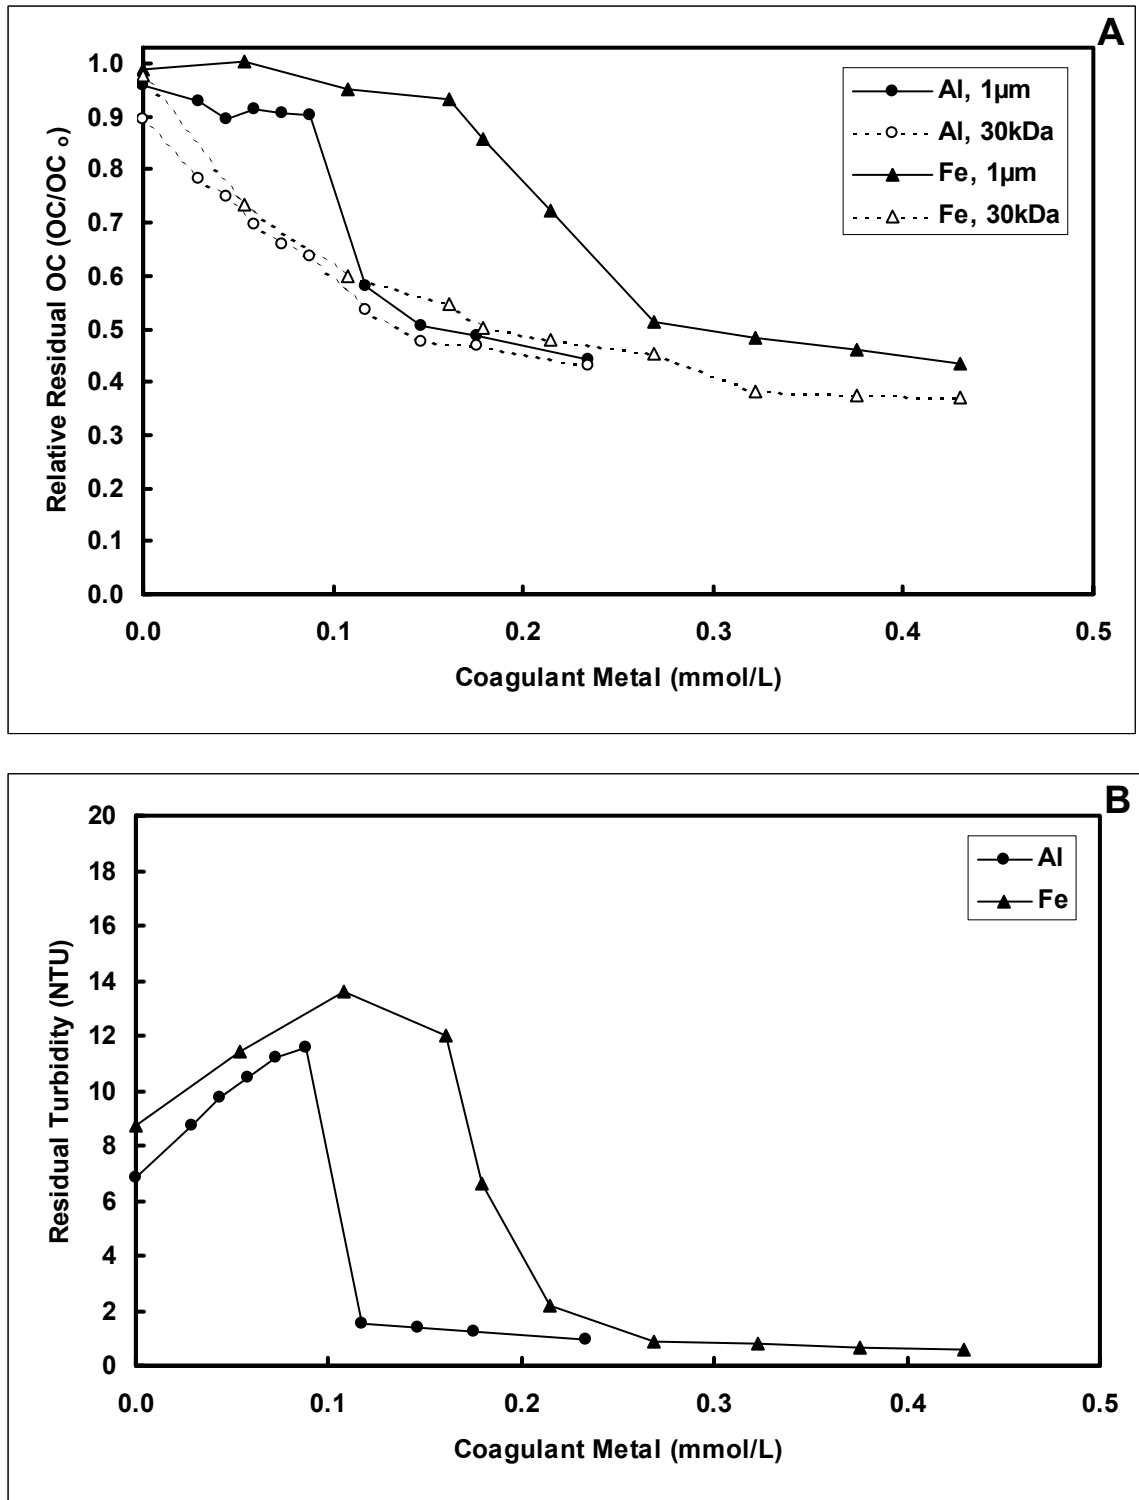 A
Relative Residual OC (OC/OC o)
1.0
0.9
0.8
0.7
0.6
0.5
0.4
0.3
0.2
0.1
0.0
Al, 1µm
Al, 30kDa
Fe, 1µm
Fe, 30kDa
0.0 0.1 0.2 0.3 0.4 0.5
Coagulant Metal (mmol/L)
B
Residual Turbidity (NTU)
20
18
16
14
12
10
8
6
4
2
0
Al
Fe
0.0 0.1 0.2 0.3 0.4 0.5
Coagulant Metal (mmol/L)